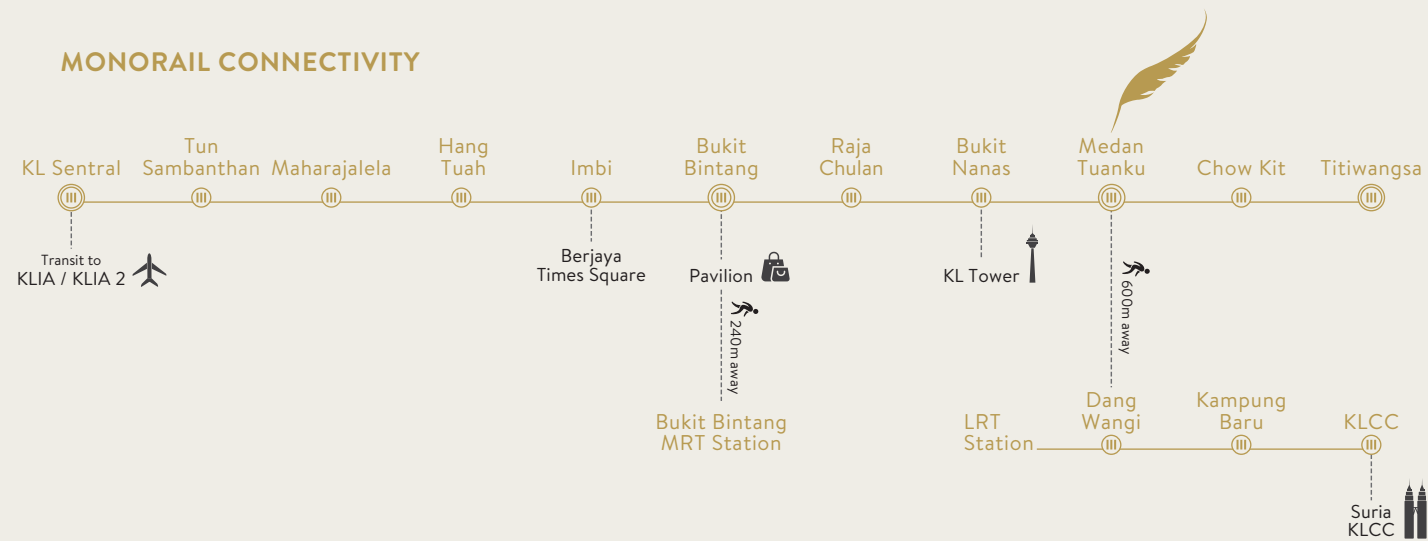 MONORAIL CONNECTIVITY
KL Sentral
Tun
Sambanthan
Maharajalela
Hang
Tuah
Imbi
Bukit
Bintang
Raja
Chulan
Bukit
Nanas
Medan
Tuanku
Chow Kit
Titiwangsa
Transit to
KLIA / KLIA 2
Berjaya
Times Square
Pavilion
KL Tower
240m away
600m away
Bukit Bintang
MRT Station
LRT
Station
Dang
Wangi
Kampung
Baru
KLCC
Suria
KLCC